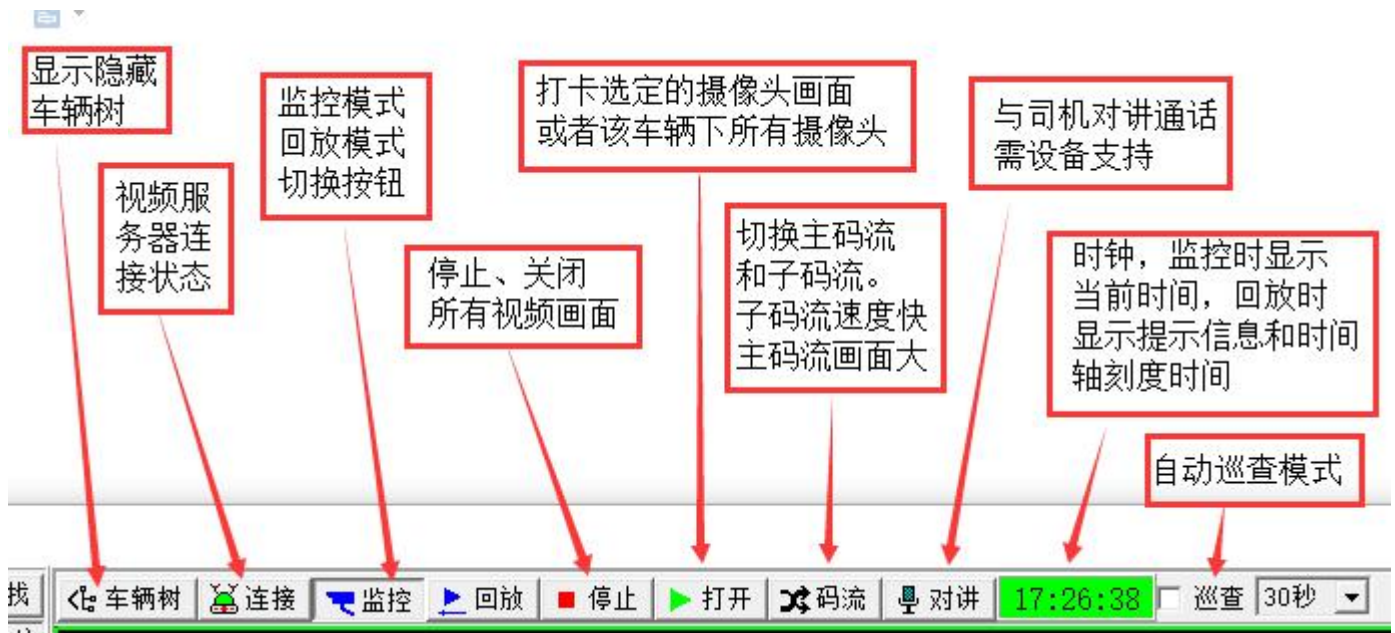 显示隐藏
车辆树
视频服
务器连
接状态
监控模式
回放模式
切换按钮
停止、关闭
所有视频画面
打卡选定的摄像头画面
或者该车辆下所有摄像头
切换主码流
和子码流。
子码流速度快
主码流画面大
与司机对讲通话
需设备支持
时钟，监控时显示
当前时间，回放时
显示提示信息和时间
轴刻度时间
自动巡查模式
找 车辆树 连接 监控 回放 停止 打开 码流 对讲 17:26:38 巡查 30秒